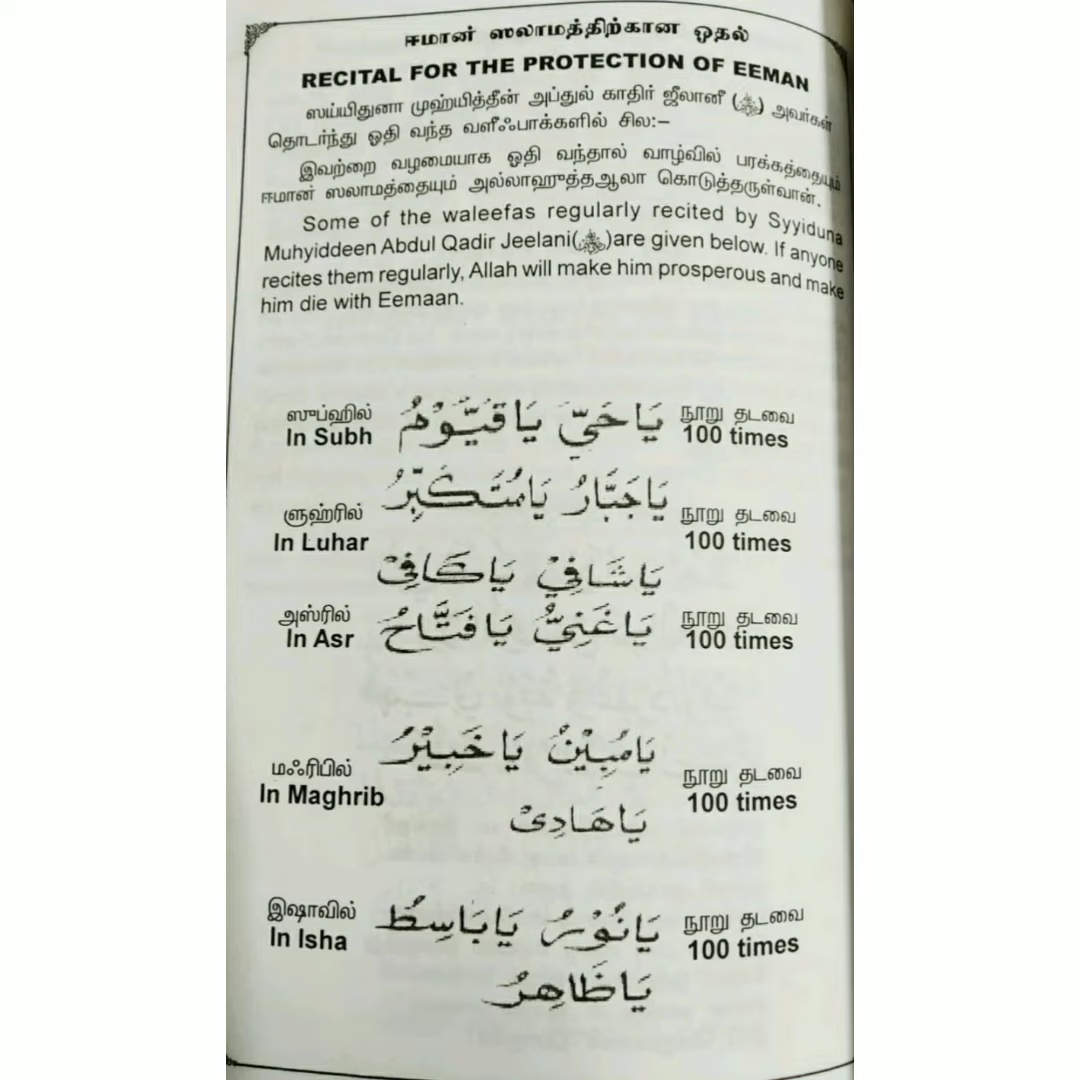 ஈமான் ஸலாமத்திற்கான ஓதல்
RECITAL FOR THE PROTECTION OF EEMAN
ஸய்யிதுனா முஹ்யித்தீன் அப்துல் காதிர் ஜீலானீ () அவர்கள்
தொடர்ந்து ஓதி வந்த வளீஃபாக்களில் சில:–
இவற்றை வழமையாக ஓதி வந்தால் வாழ்வில் பரக்கத்தையும்
ஈமான் ஸலாமத்தையும் அல்லாஹுத்தஆலா கொடுத்தருள்வான்.
Some of the waleefas regularly recited by Syyiduna
Muhyiddeen Abdul Qadir Jeelani()are given below. If anyone
recites them regularly, Allah will make him prosperous and make
him die with Eemaan.
ஸுப்ஹில் يَا حَيُّ يَا قَيُّوْمُ நூறு தடவை
In Subh 100 times
يَا جَبَّارُ يَا مُتَكَبِّرُ
ளுஹ்ரில் நூறு தடவை
In Luhar 100 times
يَا شَافِيْ يَا كَافِيْ
அஸ்ரில் يَا غَنِيُّ يَا فَتَّاحُ நூறு தடவை
In Asr 100 times
يَا مُبِيْنُ يَا خَبِيْرُ
மஃரிபில் நூறு தடவை
In Maghrib 100 times
يَا هَادِيْ
இஷாவில் يَا نُوْرُ يَا بَاسِطُ நூறு தடவை
In Isha 100 times
يَا ظَاهِرُ